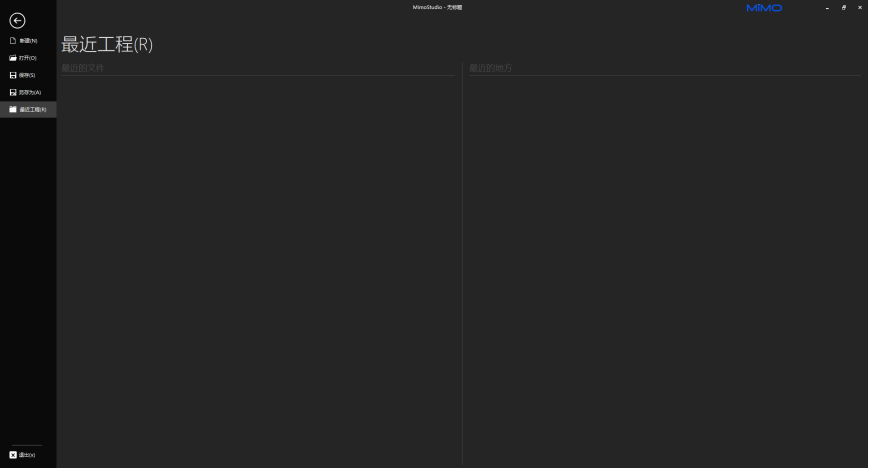 MimoStudio - 无标题
MIMO
新建(N)
打开(O)
保存(S)
另存为(A)
最近工程(R)
最近工程(R)
最近的文件
最近的地方
退出(X)